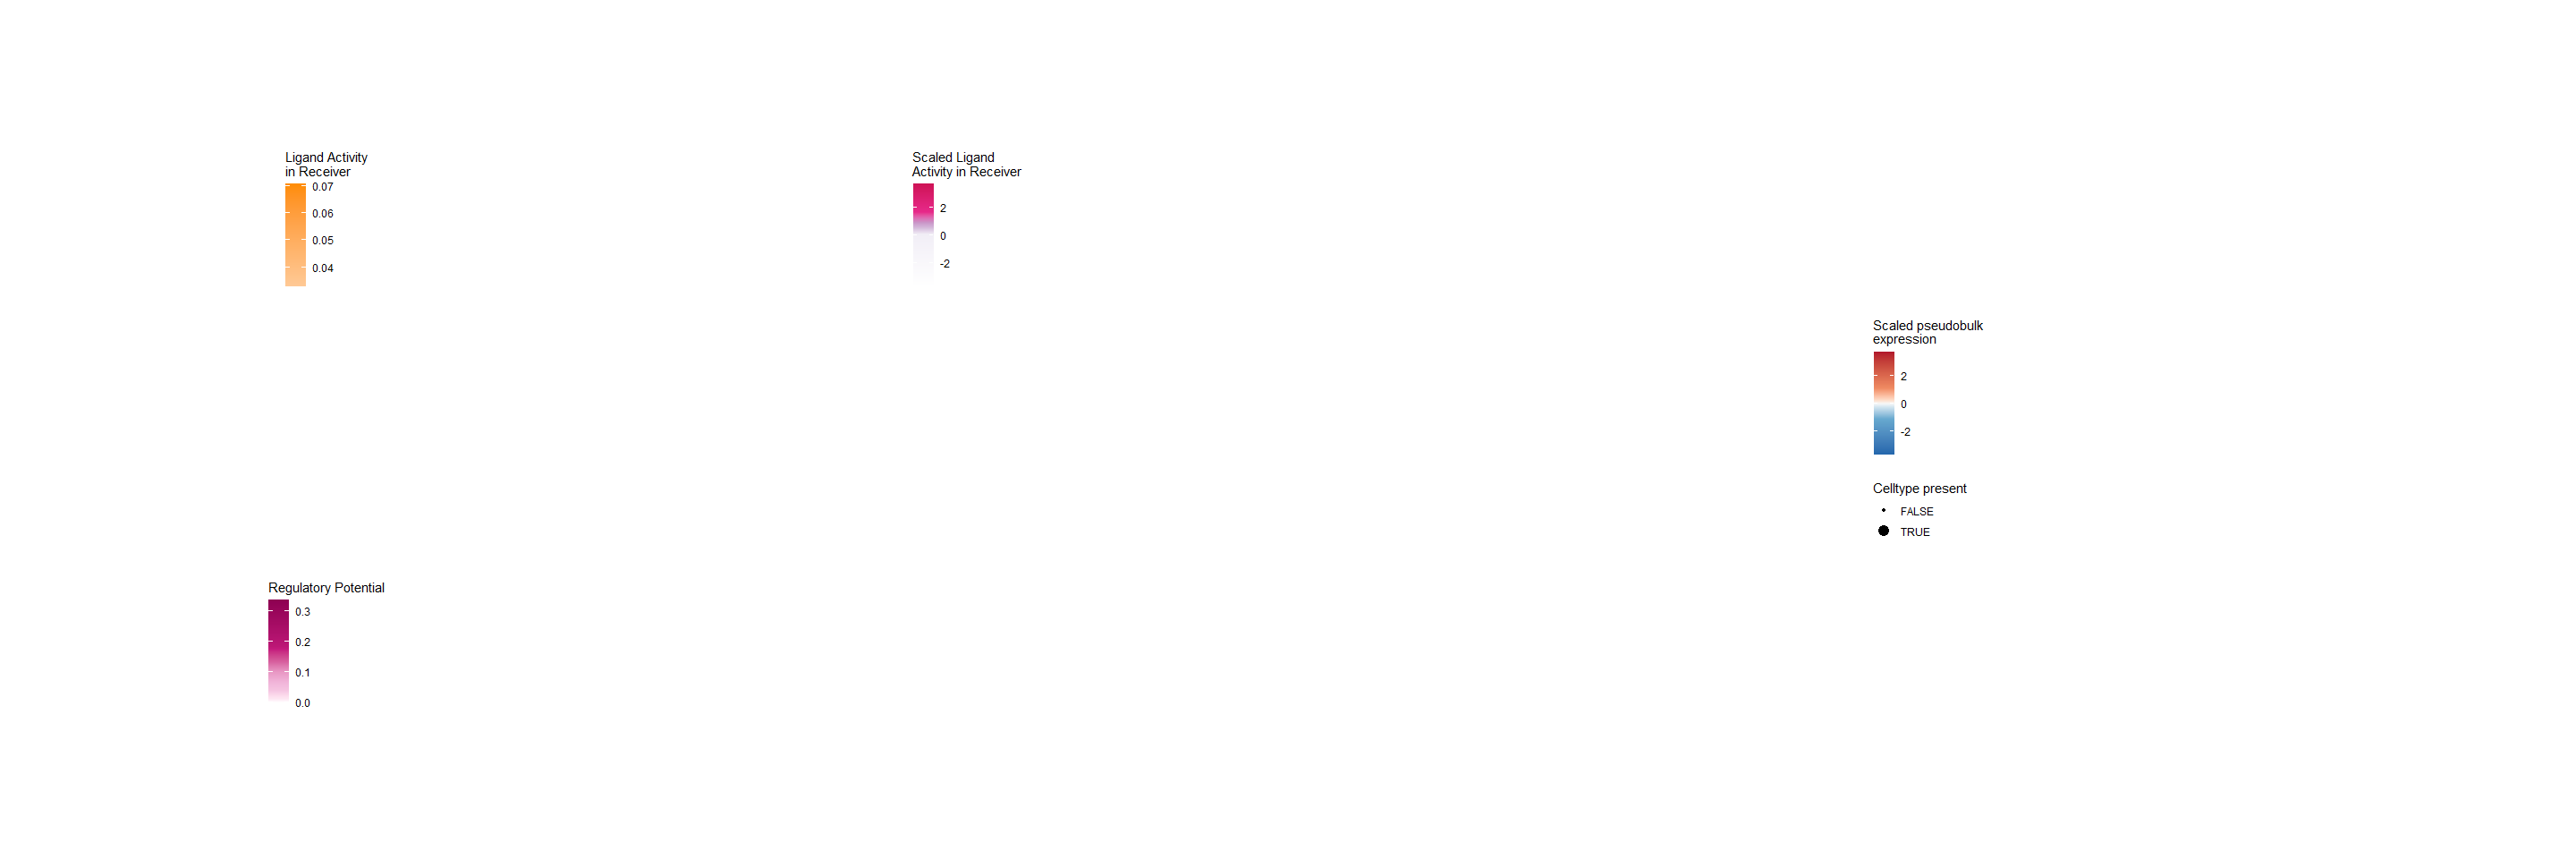 Ligand Activity
in Receiver
0.07
0.06
0.05
0.04
Scaled Ligand
Activity in Receiver
2
0
-2
Scaled pseudobulk
expression
2
0
-2
Celltype present
FALSE
TRUE
Regulatory Potential
0.3
0.2
0.1
0.0